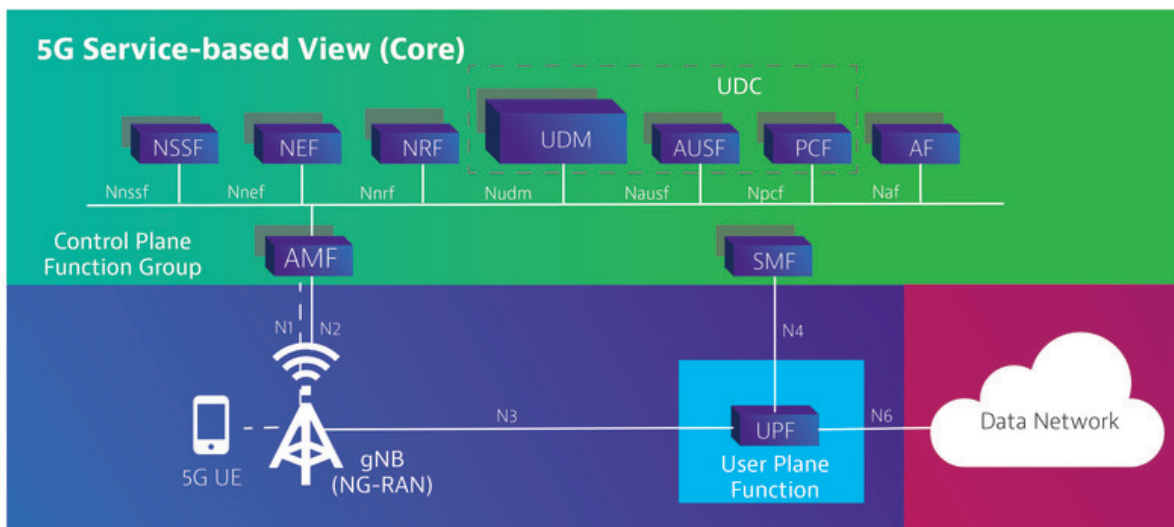 5G Service-based View (Core)
UDC
NSSF
NEF
NRF
UDM
AUSF
PCF
AF
Nnssf
Nnef
Nnrf
Nudm
Nausf
Npcf
Naf
Control Plane
Function Group
AMF
SMF
N1
N2
N4
5G UE
gNB
(NG-RAN)
N3
UPF
User Plane
Function
N6
Data Network